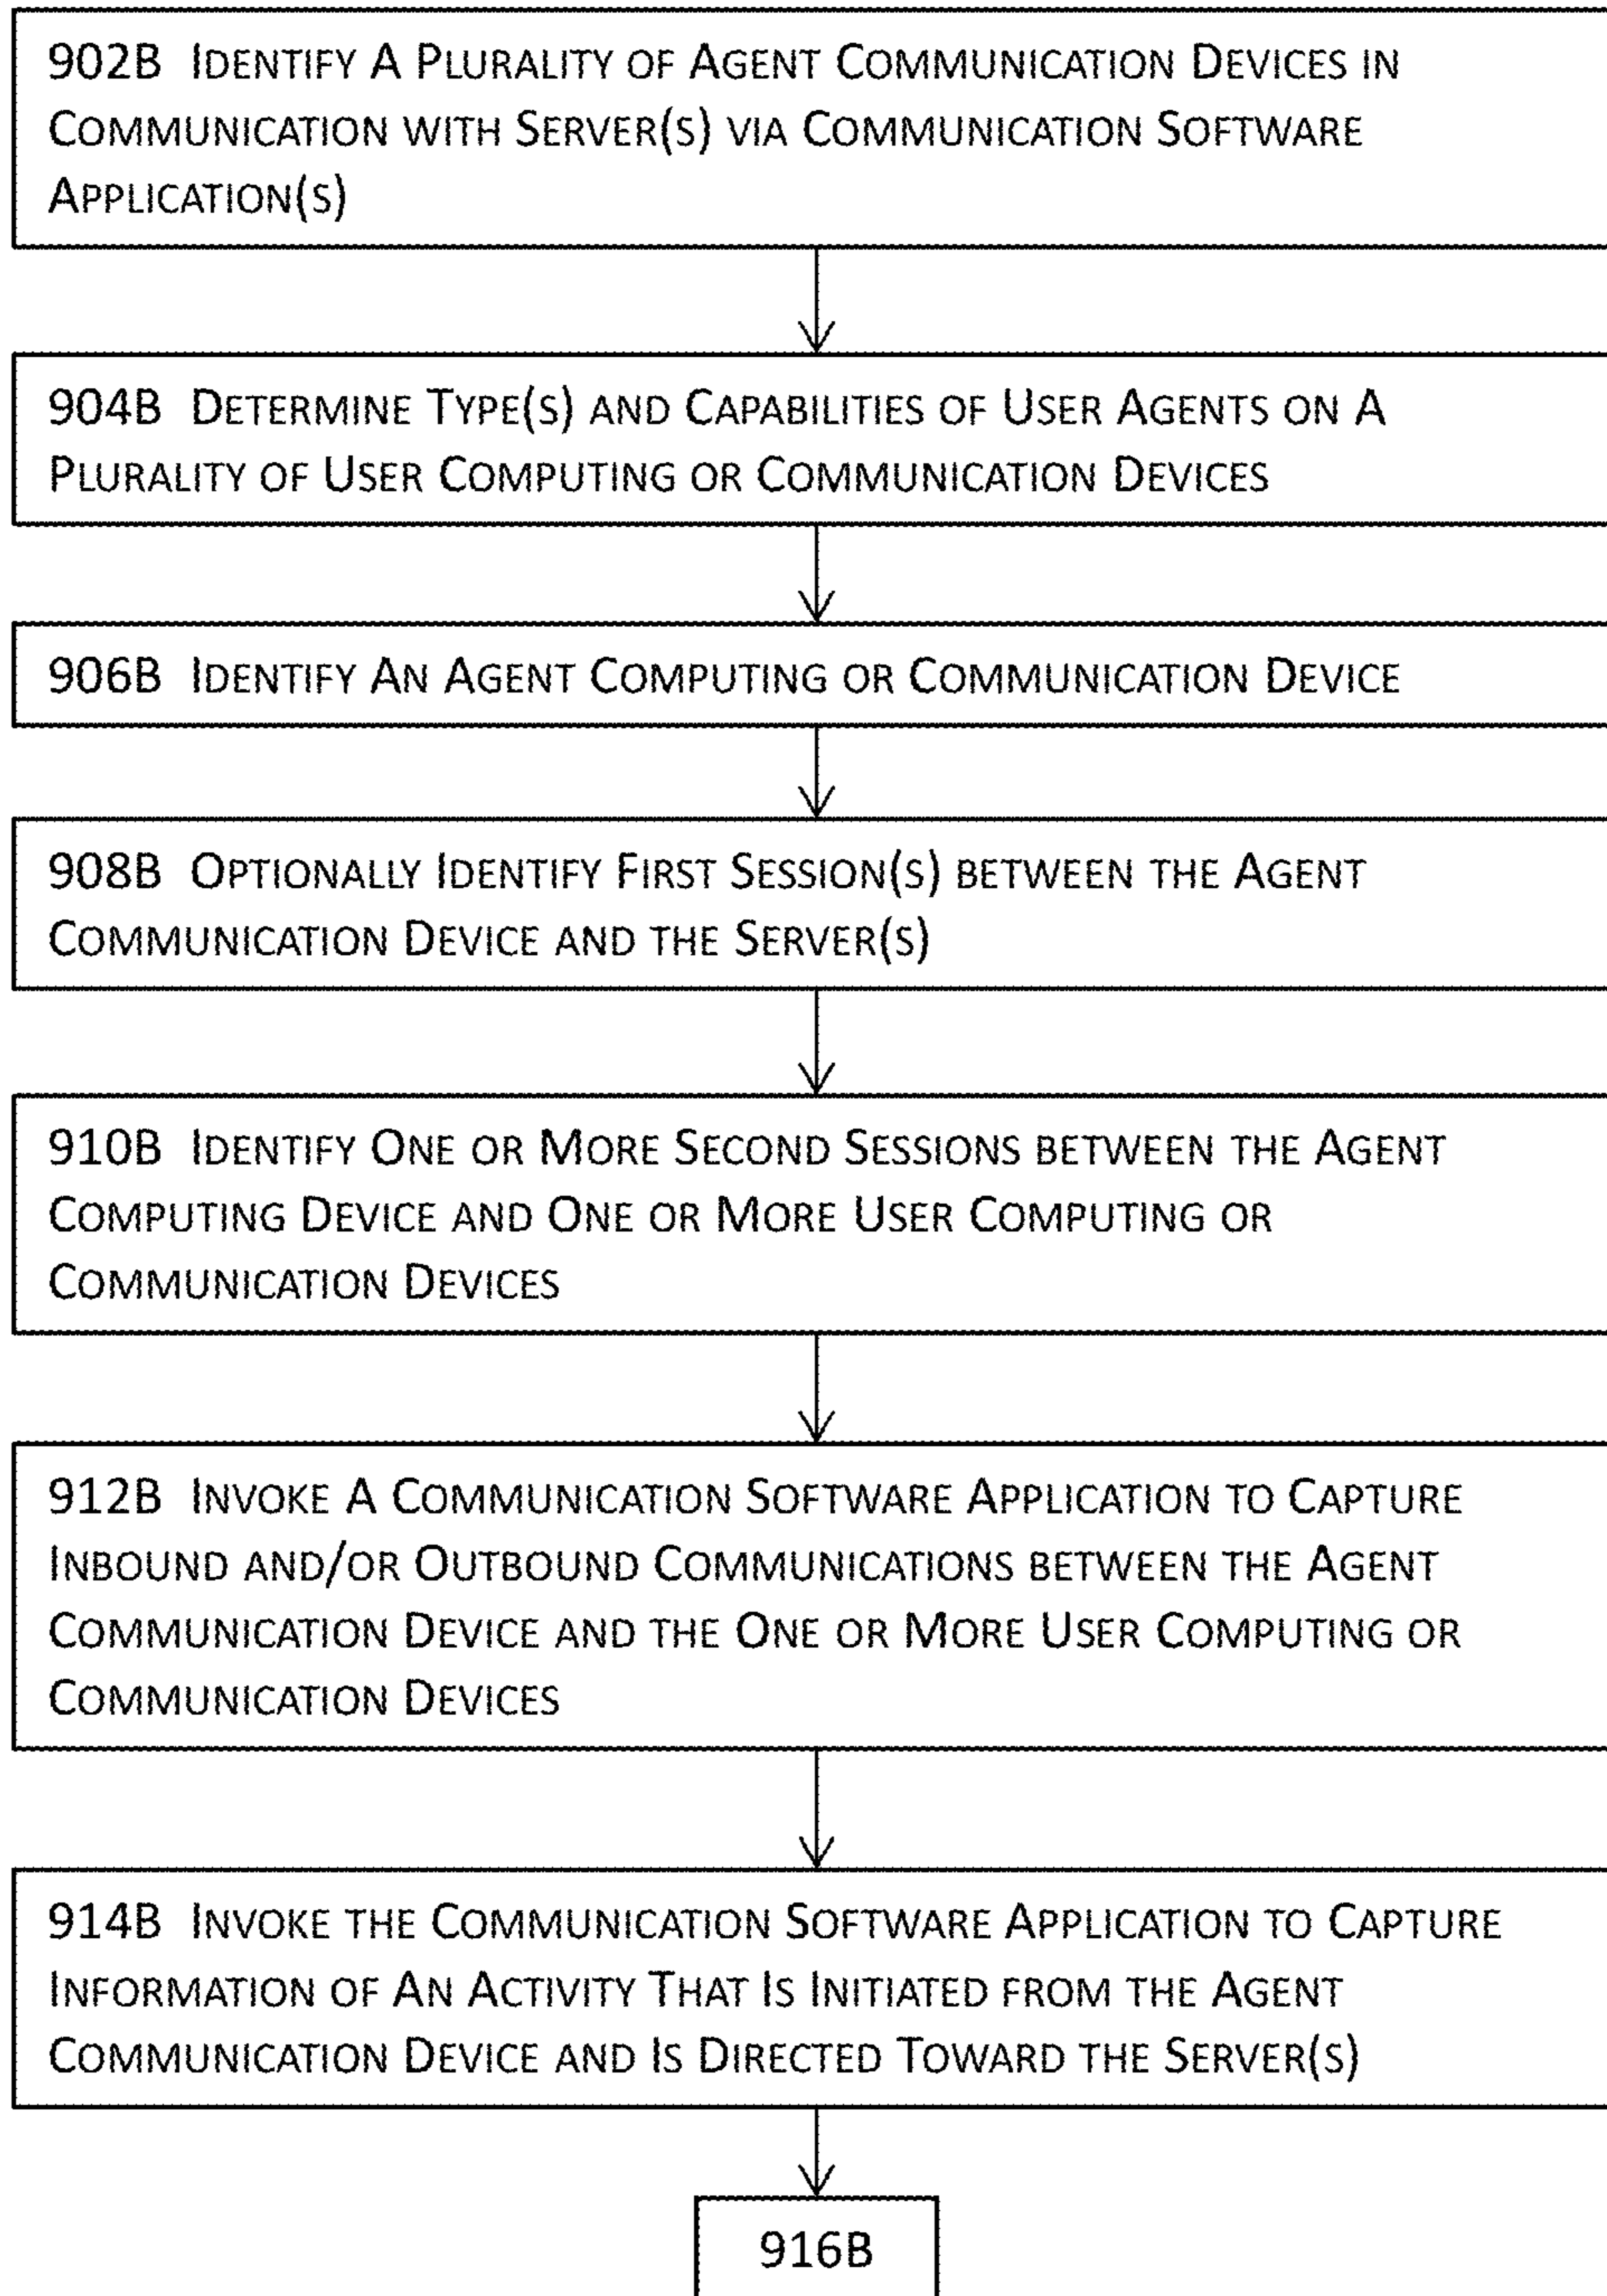 902B IDENTIFY A PLURALITY OF AGENT COMMUNICATION DEVICES IN
COMMUNICATION WITH SERVER(S) VIA COMMUNICATION SOFTWARE
APPLICATION(S)
904B DETERMINE TYPE(S) AND CAPABILITIES OF USER AGENTS ON A
PLURALITY OF USER COMPUTING OR COMMUNICATION DEVICES
906B IDENTIFY AN AGENT COMPUTING OR COMMUNICATION DEVICE
908B OPTIONALLY IDENTIFY FIRST SESSION(S) BETWEEN THE AGENT
COMMUNICATION DEVICE AND THE SERVER(S)
910B IDENTIFY ONE OR MORE SECOND SESSIONS BETWEEN THE AGENT
COMPUTING DEVICE AND ONE OR MORE USER COMPUTING OR
COMMUNICATION DEVICES
912B INVOKE A COMMUNICATION SOFTWARE APPLICATION TO CAPTURE
INBOUND AND/OR OUTBOUND COMMUNICATIONS BETWEEN THE AGENT
COMMUNICATION DEVICE AND THE ONE OR MORE USER COMPUTING OR
COMMUNICATION DEVICES
914B INVOKE THE COMMUNICATION SOFTWARE APPLICATION TO CAPTURE
INFORMATION OF AN ACTIVITY THAT IS INITIATED FROM THE AGENT
COMMUNICATION DEVICE AND IS DIRECTED TOWARD THE SERVER(S)
916B